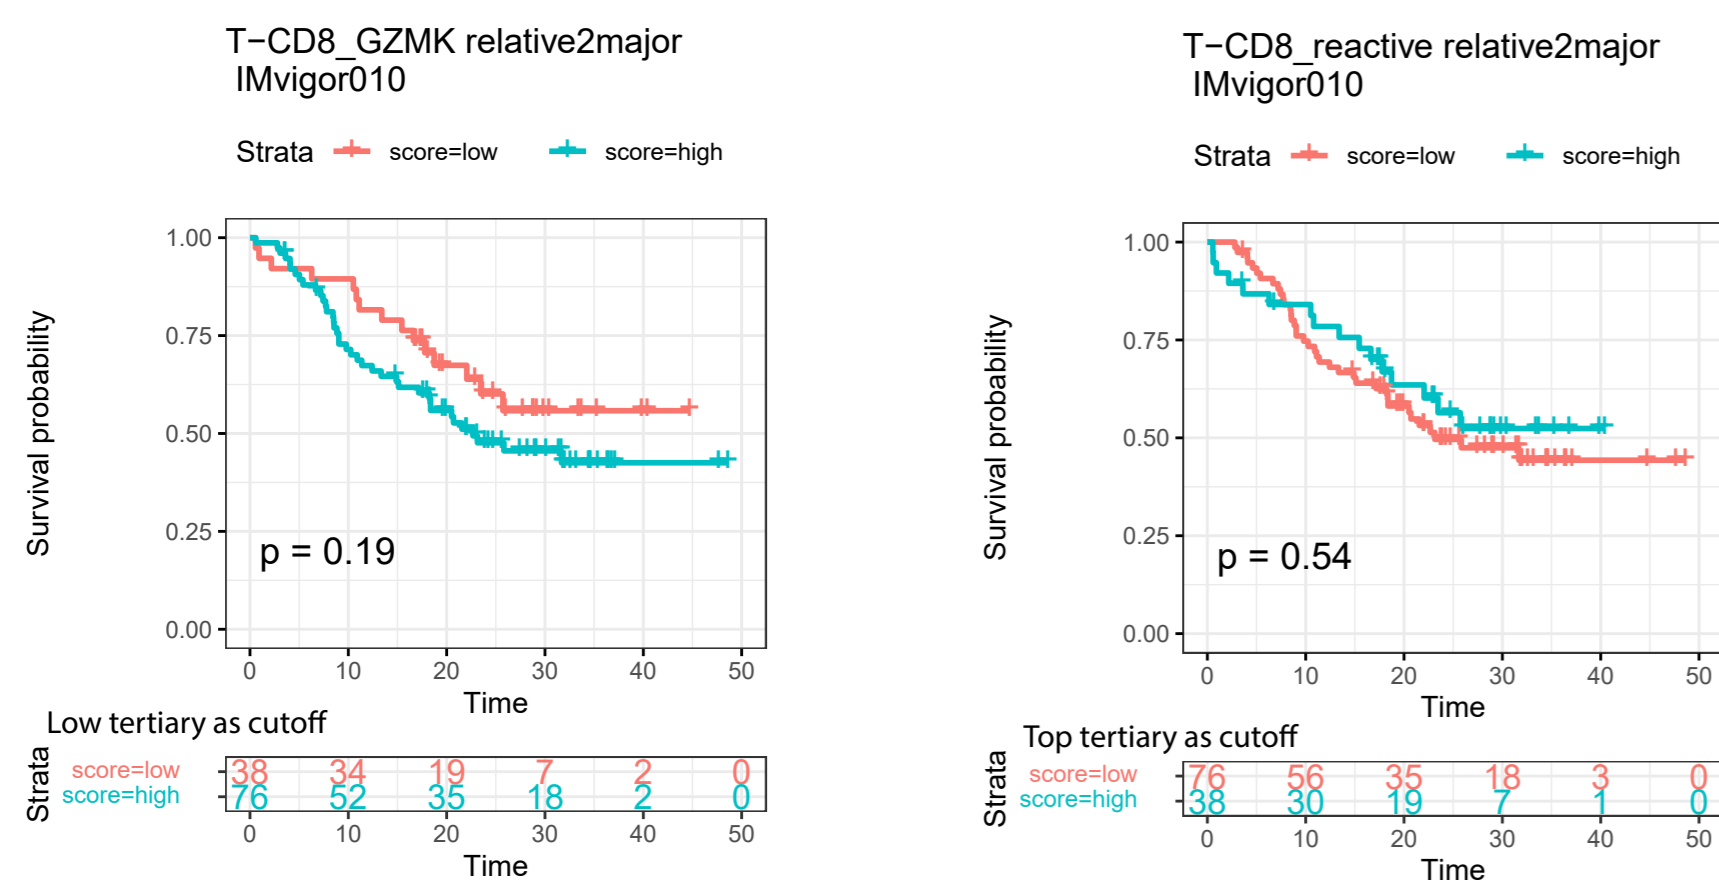 T−CD8_GZMK relative2major
IMvigor010
Strata score=low score=high
Survival probability
1.00
0.75
0.50
0.25
0.00
p = 0.19
0 10 20 30 40 50
Time
Low tertiary as cutoff
Strata
score=low 38 34 19 7 2 0
score=high 76 52 35 18 2 0
0 10 20 30 40 50
Time
T−CD8_reactive relative2major
IMvigor010
Strata score=low score=high
Survival probability
1.00
0.75
0.50
0.25
0.00
p = 0.54
0 10 20 30 40 50
Time
Top tertiary as cutoff
Strata
score=low 76 56 35 18 3 0
score=high 38 30 19 7 1 0
0 10 20 30 40 50
Time